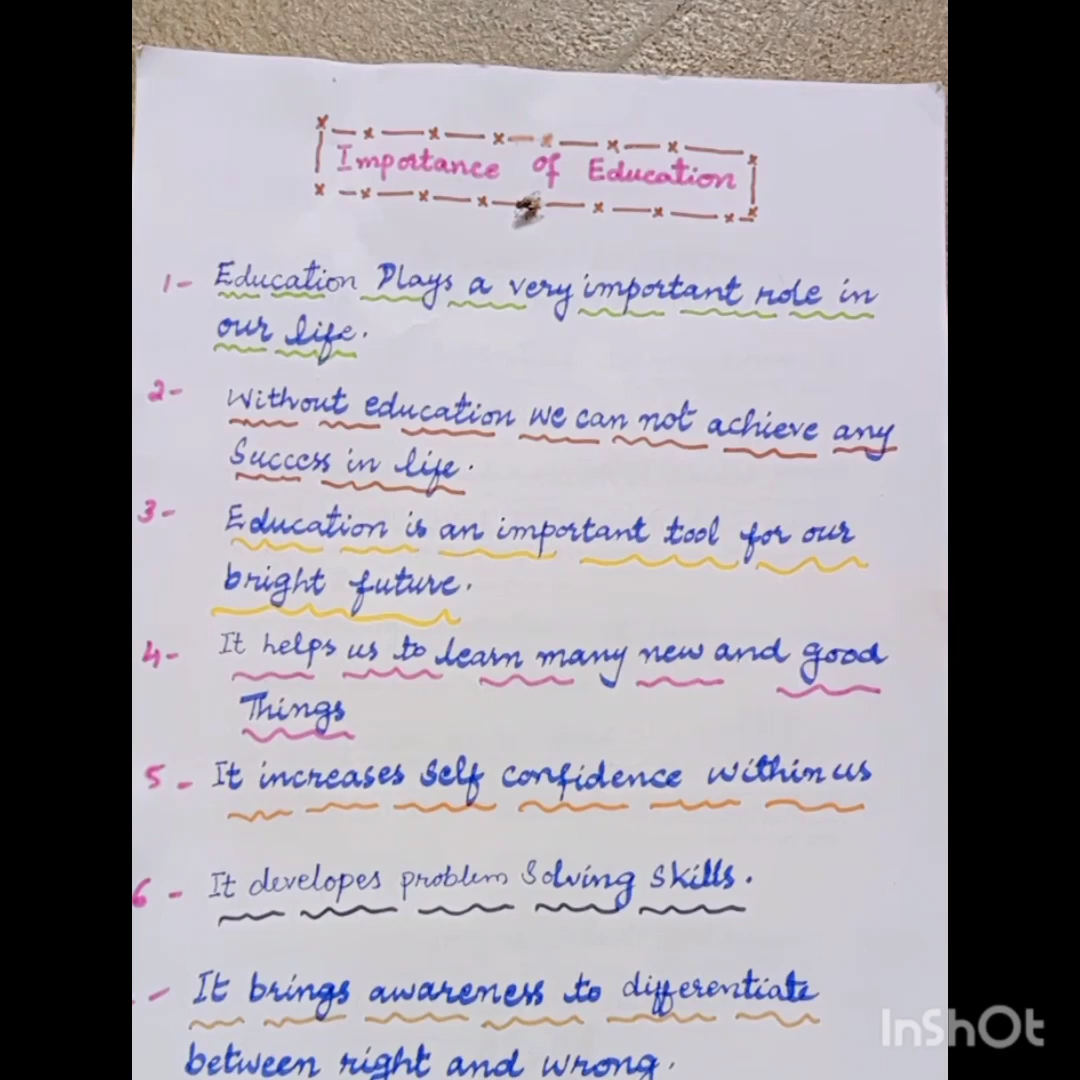 Importance of Education
1- Education Plays a very important role in
our life.
2- Without education we can not achieve any
Success in life.
3- Education is an important tool for our
bright future.
4- It helps us to learn many new and good
Things
5- It increases self confidence within us
6- It developes problem Solving skills.
- It brings awareness to differentiate
between right and wrong.
InShOt